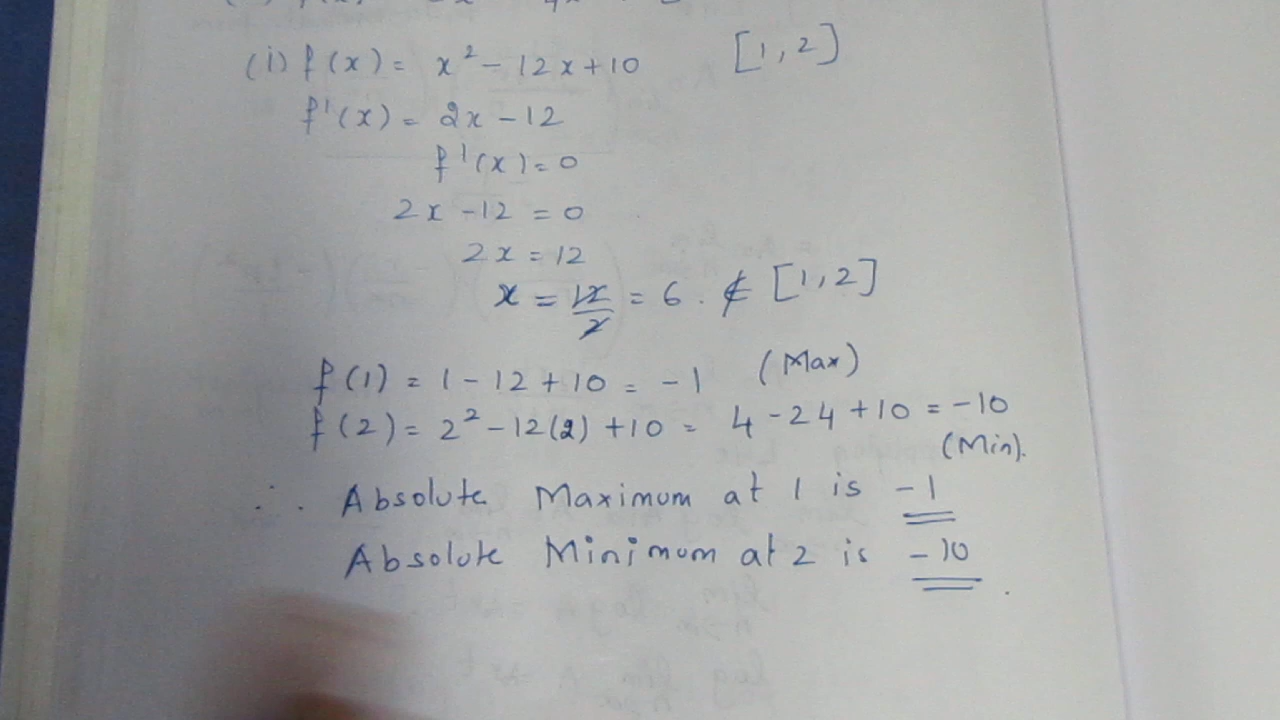 (i) f(x) = x² - 12x + 10 [1, 2]
f'(x) = 2x - 12
f'(x) = 0
2x - 12 = 0
2x = 12
x = 12/2 = 6 . ∉ [1, 2]
f(1) = 1 - 12 + 10 = -1 (Max)
f(2) = 2² - 12(2) + 10 = 4 - 24 + 10 = -10
(Min).
∴ Absolute Maximum at 1 is -1
Absolute Minimum at 2 is -10.